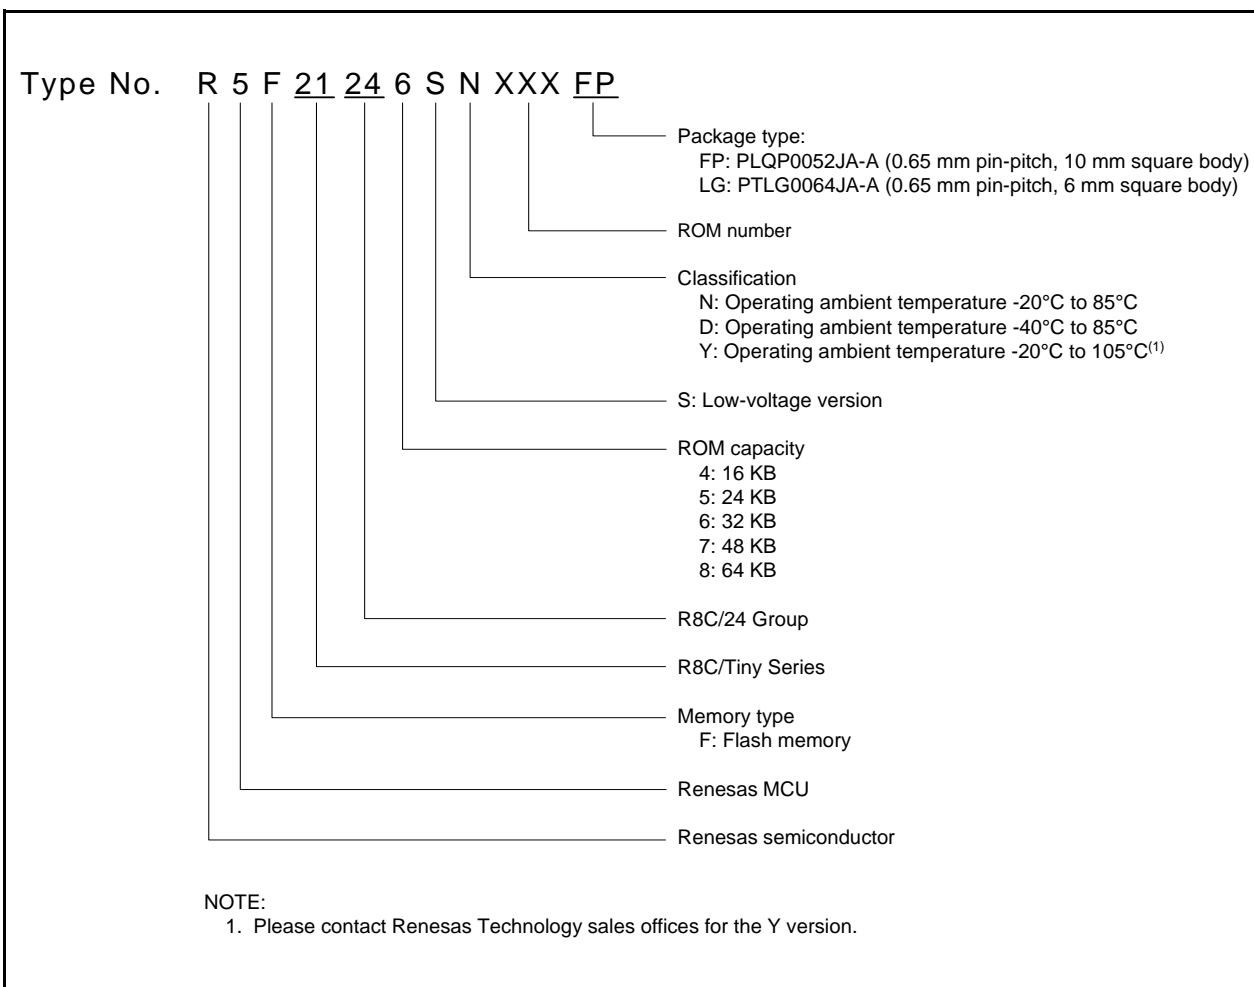 Type No. R 5 F 21 24 6 S N XXX FP
Package type:
FP: PLQP0052JA-A (0.65 mm pin-pitch, 10 mm square body)
LG: PTLG0064JA-A (0.65 mm pin-pitch, 6 mm square body)
ROM number
Classification
N: Operating ambient temperature -20°C to 85°C
D: Operating ambient temperature -40°C to 85°C
Y: Operating ambient temperature -20°C to 105°C(1)
S: Low-voltage version
ROM capacity
4: 16 KB
5: 24 KB
6: 32 KB
7: 48 KB
8: 64 KB
R8C/24 Group
R8C/Tiny Series
Memory type
F: Flash memory
Renesas MCU
Renesas semiconductor
NOTE:
1. Please contact Renesas Technology sales offices for the Y version.